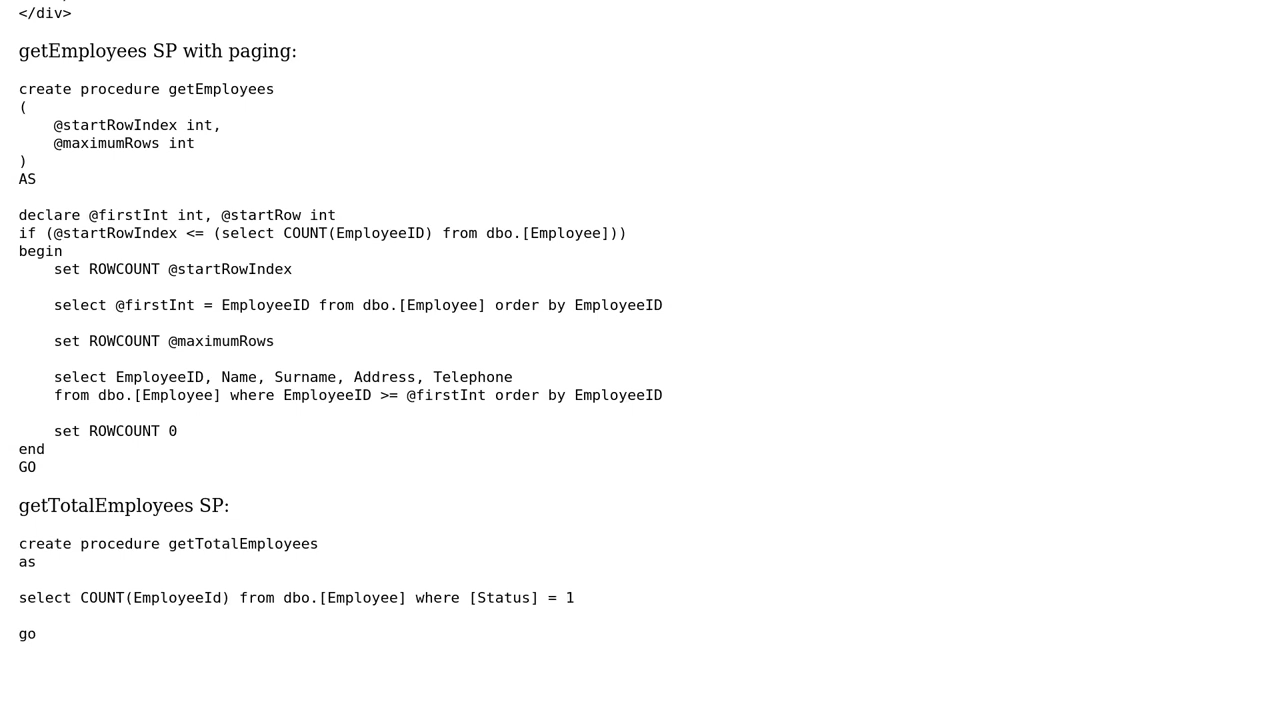 </div>
getEmployees SP with paging:
create procedure getEmployees
(
    @startRowIndex int,
    @maximumRows int
)
AS
declare @firstInt int, @startRow int
if (@startRowIndex <= (select COUNT(EmployeeID) from dbo.[Employee]))
begin
    set ROWCOUNT @startRowIndex
    select @firstInt = EmployeeID from dbo.[Employee] order by EmployeeID
    set ROWCOUNT @maximumRows
    select EmployeeID, Name, Surname, Address, Telephone
    from dbo.[Employee] where EmployeeID >= @firstInt order by EmployeeID
    set ROWCOUNT 0
end
GO
getTotalEmployees SP:
create procedure getTotalEmployees
as
select COUNT(EmployeeId) from dbo.[Employee] where [Status] = 1
go